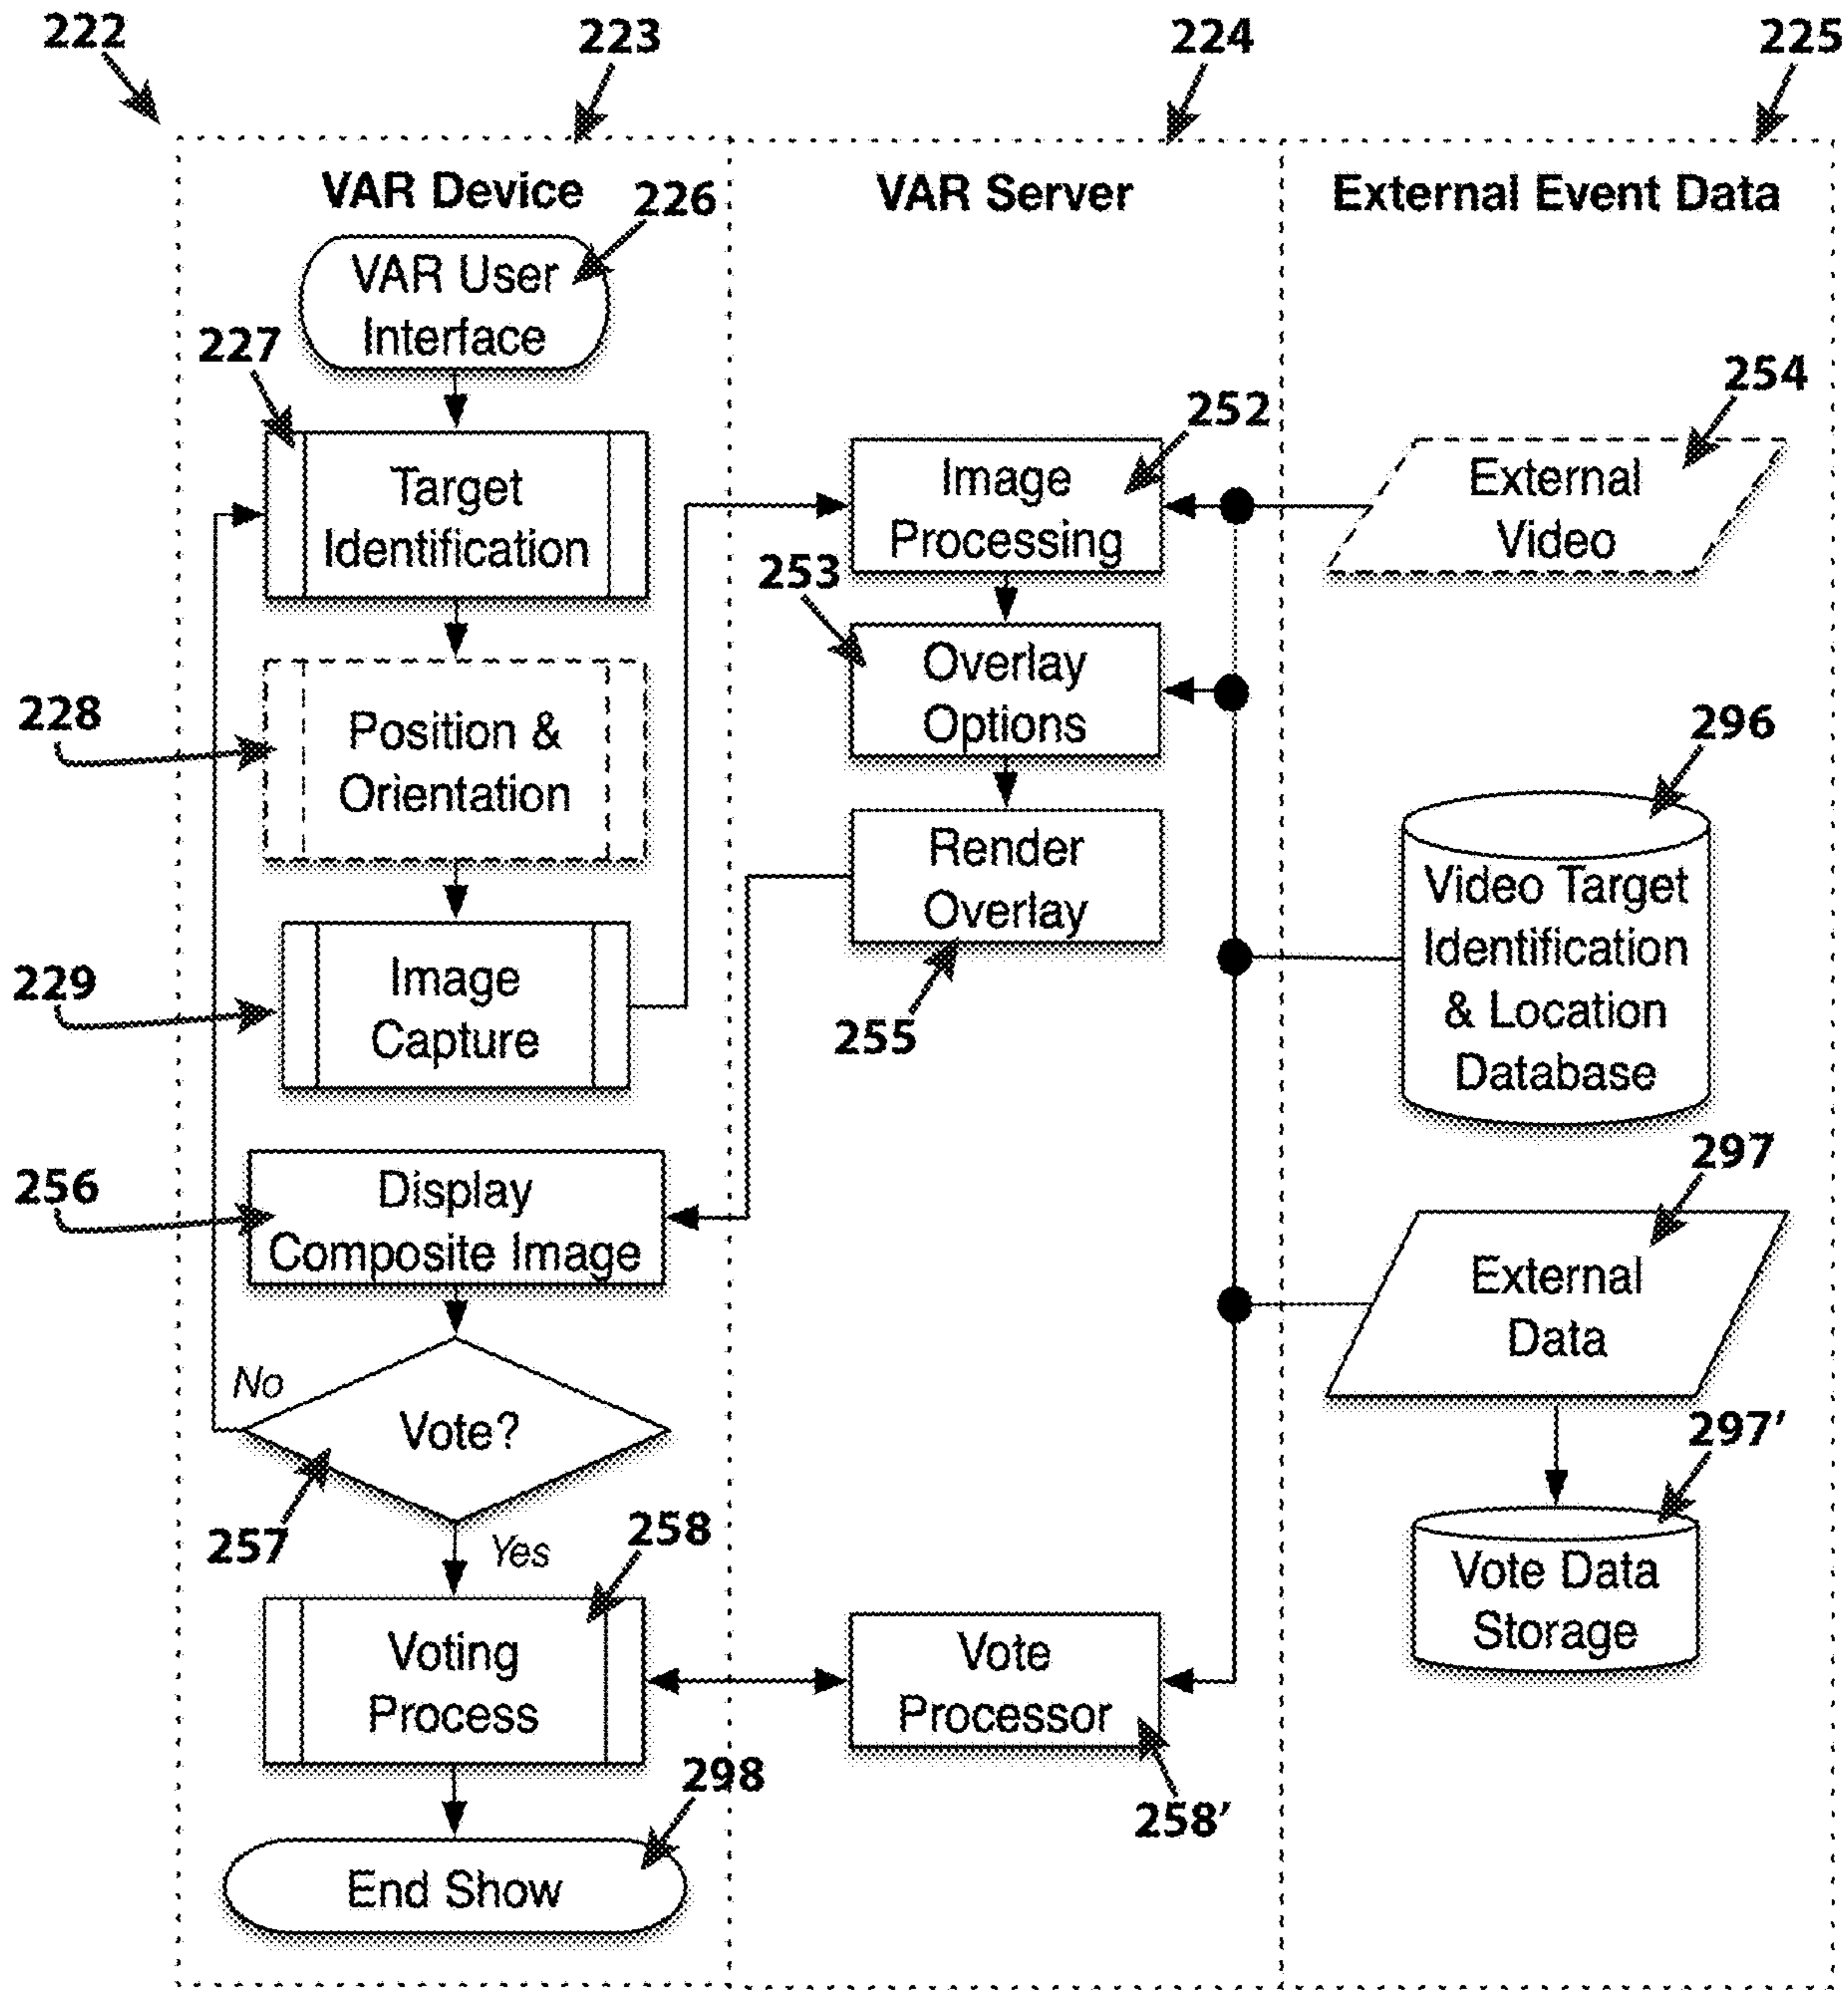 222
223
224
225
VAR Device
VAR Server
External Event Data
226
VAR User
Interface
227
Target
Identification
228
Position &
Orientation
229
Image
Capture
256
Display
Composite Image
No
Vote?
257
Yes
258
Voting
Process
298
End Show
252
Image
Processing
253
Overlay
Options
Render
Overlay
255
Vote
Processor
258’
254
External
Video
296
Video Target
Identification
& Location
Database
297
External
Data
297’
Vote Data
Storage